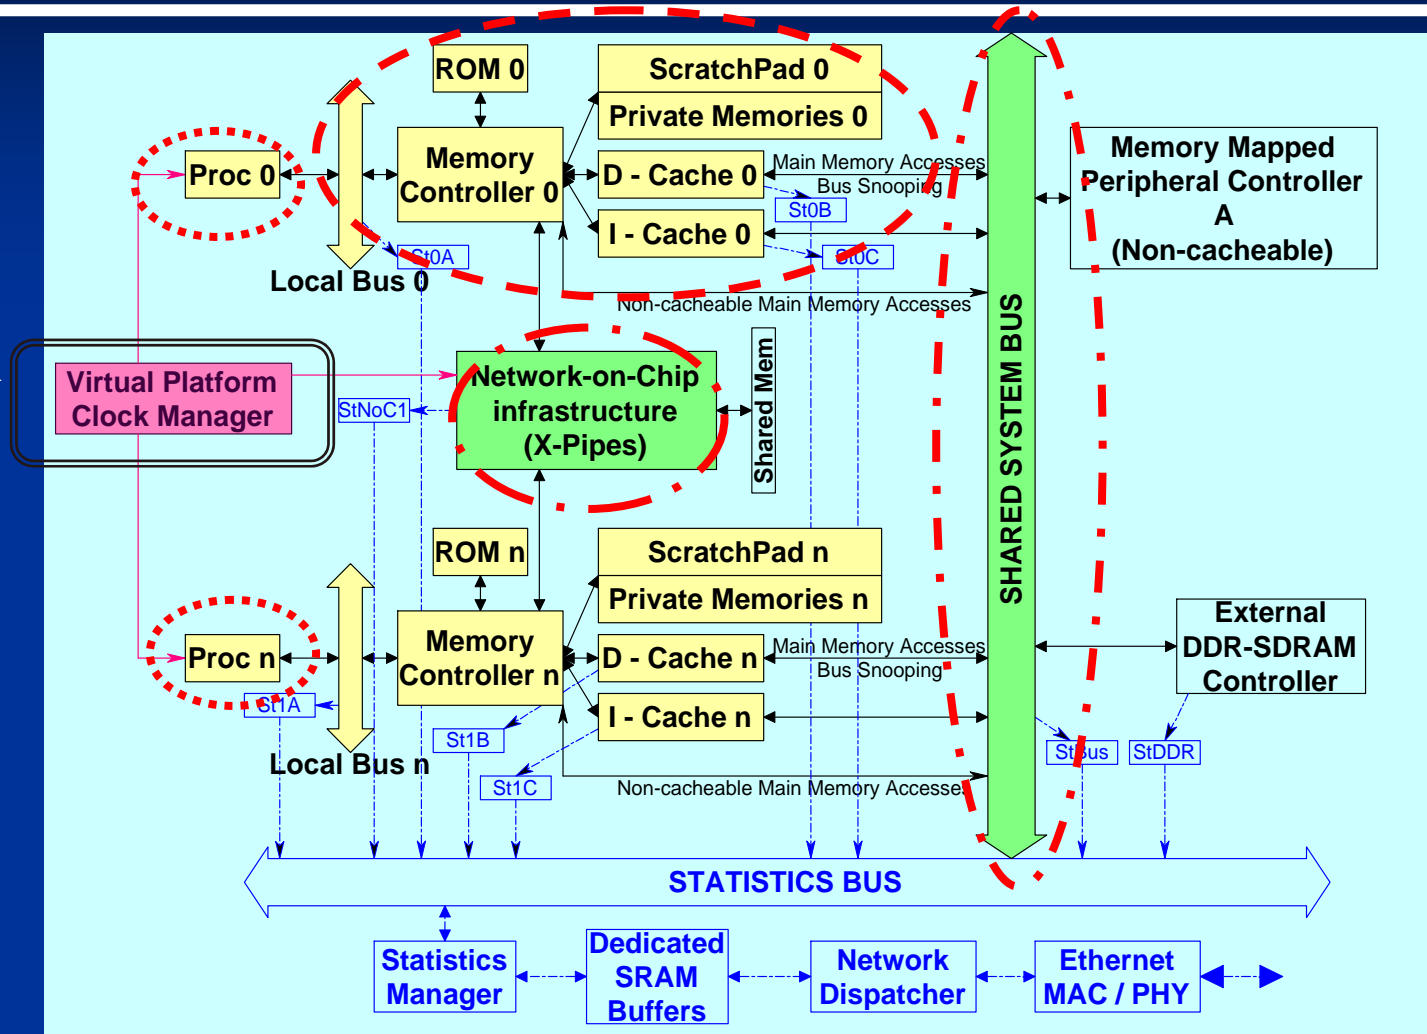 ROM 0
ScratchPad 0
Private Memories 0
Proc 0
Memory
Controller 0
D - Cache 0
I - Cache 0
Main Memory Accesses
Bus Snooping
St0B
St0A
St0C
Local Bus 0
Non-cacheable Main Memory Accesses
Memory Mapped
Peripheral Controller
A
(Non-cacheable)
SHARED SYSTEM BUS
Virtual Platform
Clock Manager
StNoC1
Network-on-Chip
infrastructure
(X-Pipes)
Shared Mem
ROM n
ScratchPad n
Private Memories n
Proc n
Memory
Controller n
D - Cache n
I - Cache n
Main Memory Accesses
Bus Snooping
St1A
St1B
St1C
Local Bus n
Non-cacheable Main Memory Accesses
External
DDR-SDRAM
Controller
StBus
StDDR
STATISTICS BUS
Statistics
Manager
Dedicated
SRAM
Buffers
Network
Dispatcher
Ethernet
MAC / PHY